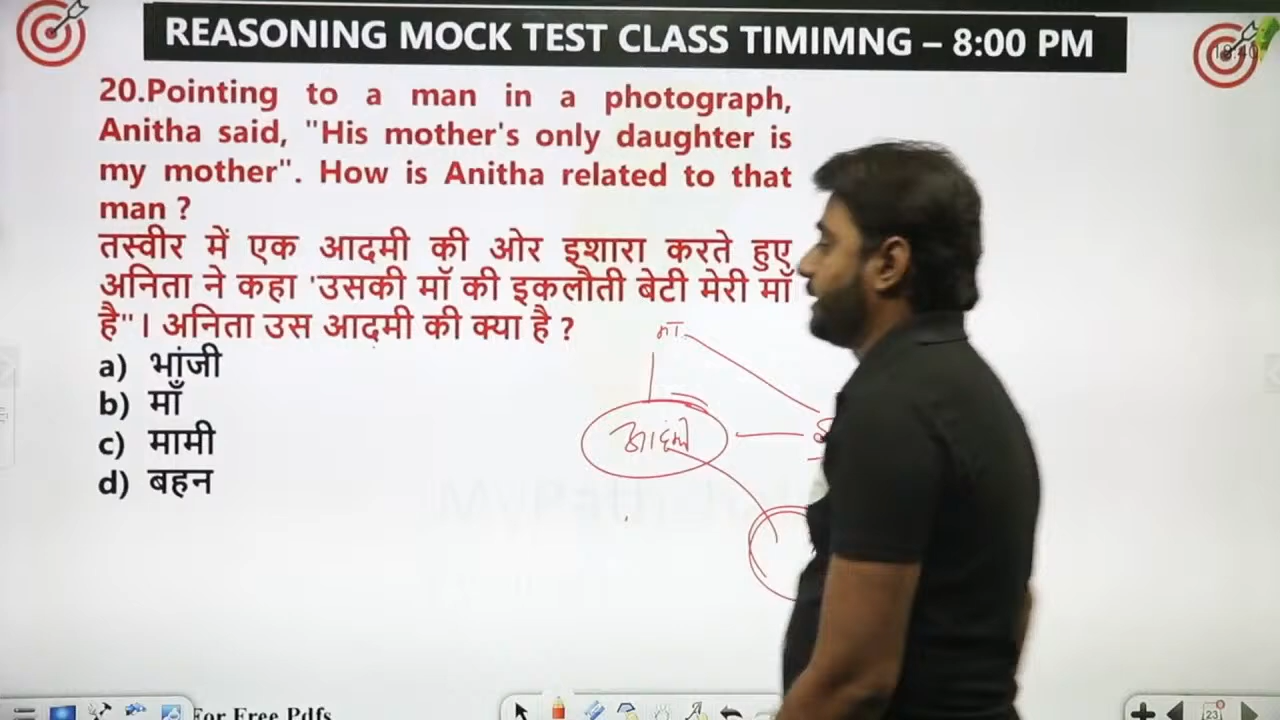 REASONING MOCK TEST CLASS TIMIMNG – 8:00 PM
20.Pointing to a man in a photograph,
Anitha said, "His mother's only daughter is
my mother". How is Anitha related to that
man ?
तस्वीर में एक आदमी की ओर इशारा करते हुए
अनिता ने कहा 'उसकी मॉ की इकलौती बेटी मेरी मॉ
है"। अनिता उस आदमी की क्या है ?
a) भांजी
b) माँ
c) मामी
d) बहन
मां
आदमी
For Free Pdfs
23